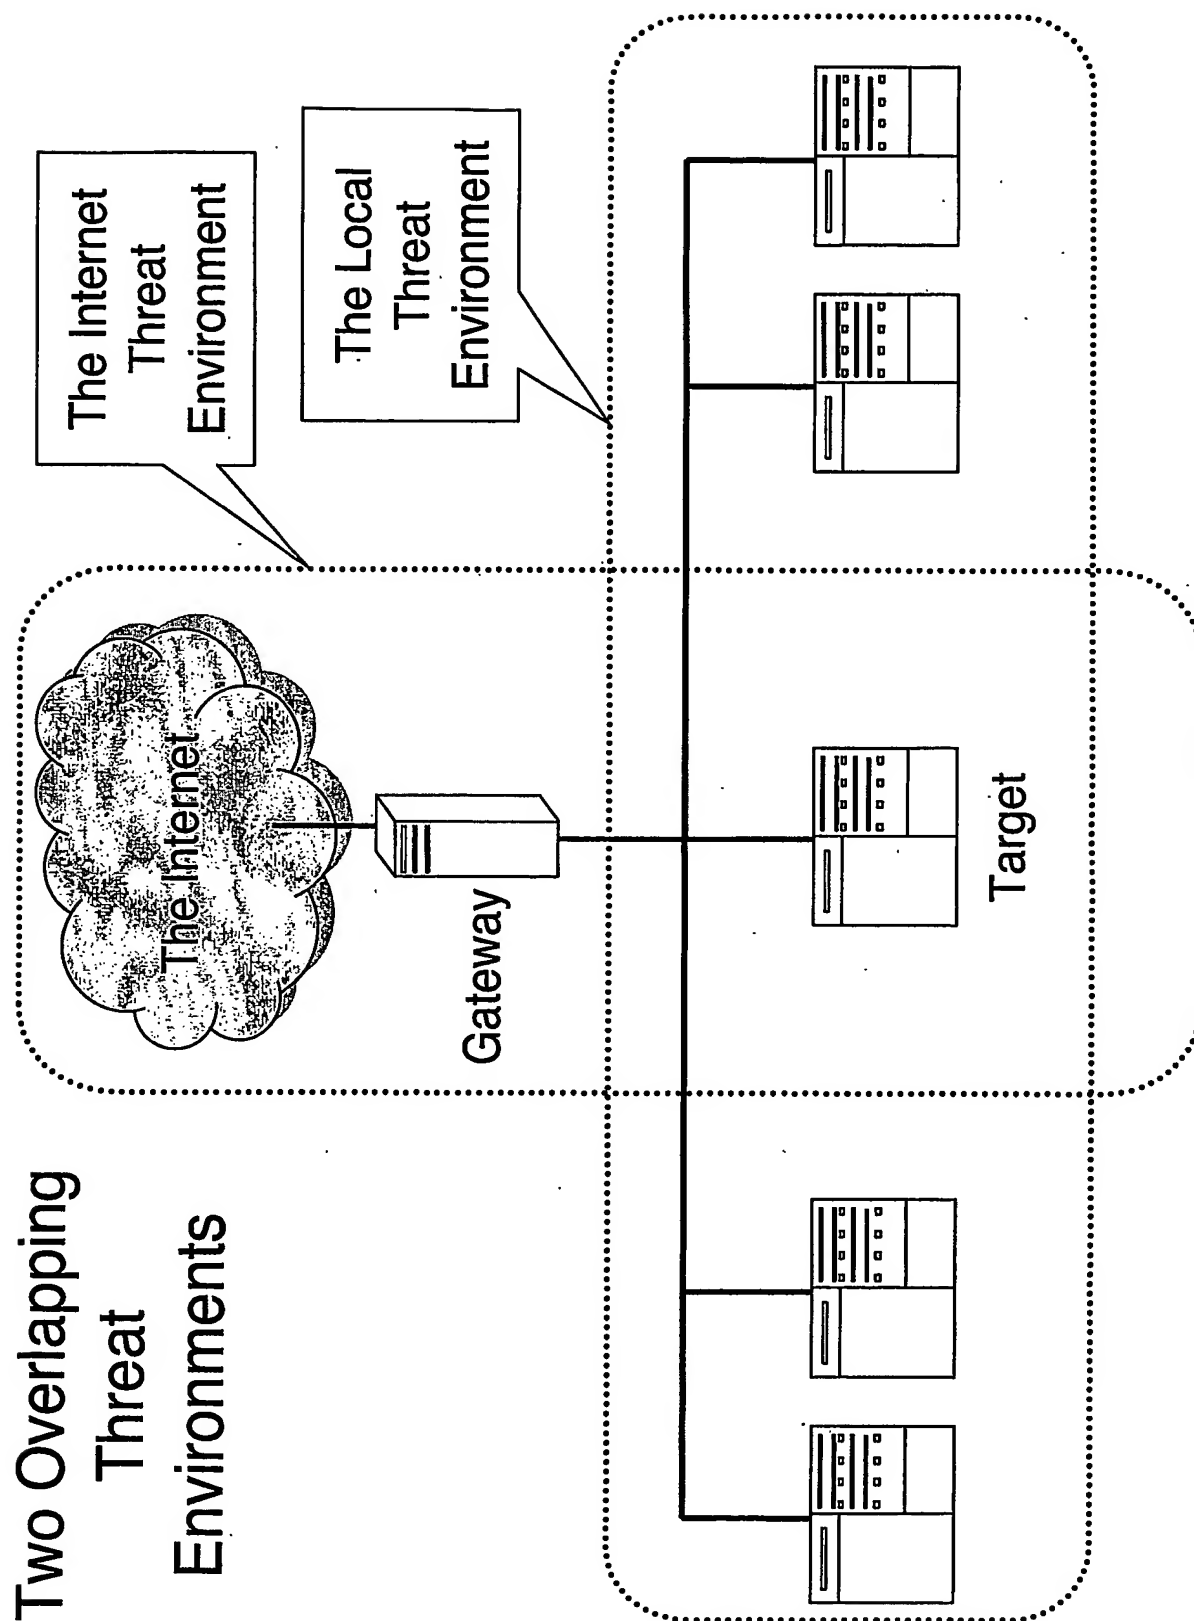 Two Overlapping
Threat
Environments
The Internet
Threat
Environment
The Local
Threat
Environment
The Internet
Gateway
Target